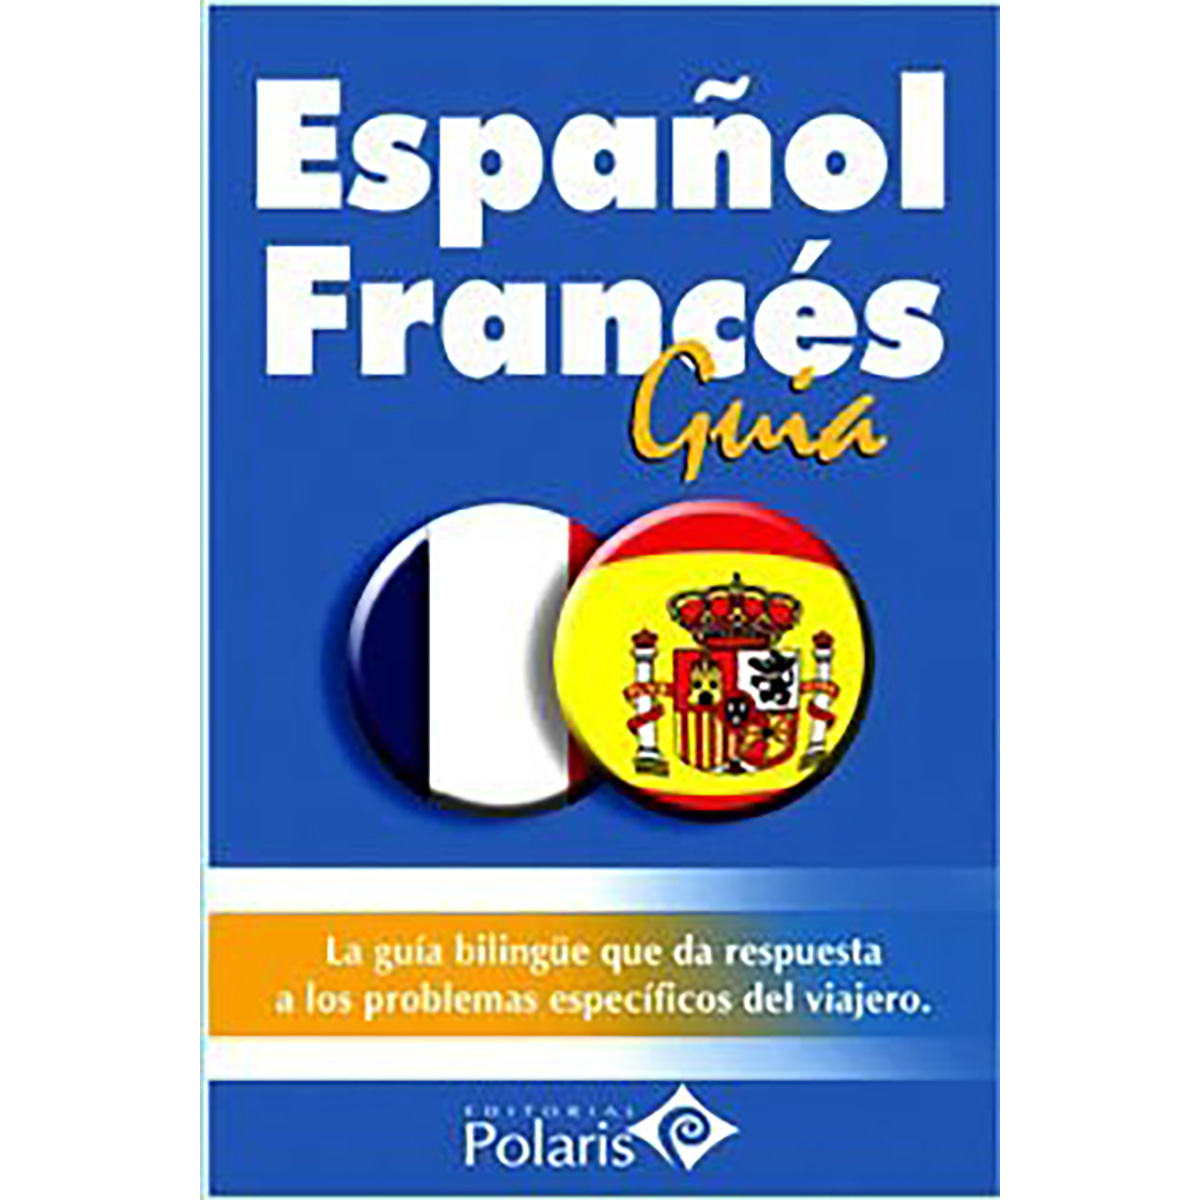 Español
Francés
Guía
La guía bilingüe que da respuesta
a los problemas específicos del viajero.
EDITORIAL
Polaris